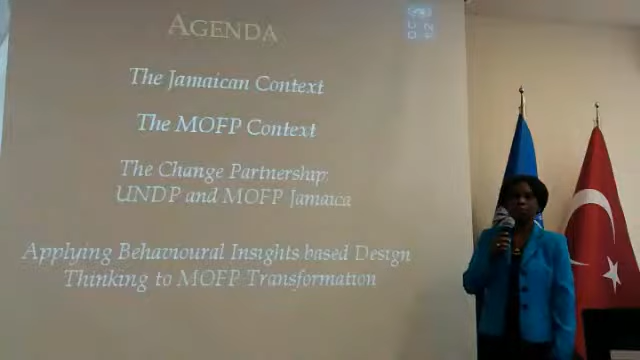 AGENDA
The Jamaican Context
The MOFP Context
The Change Partnership:
UNDP and MOFP Jamaica
Applying Behavioural Insights based Design
Thinking to MOFP Transformation